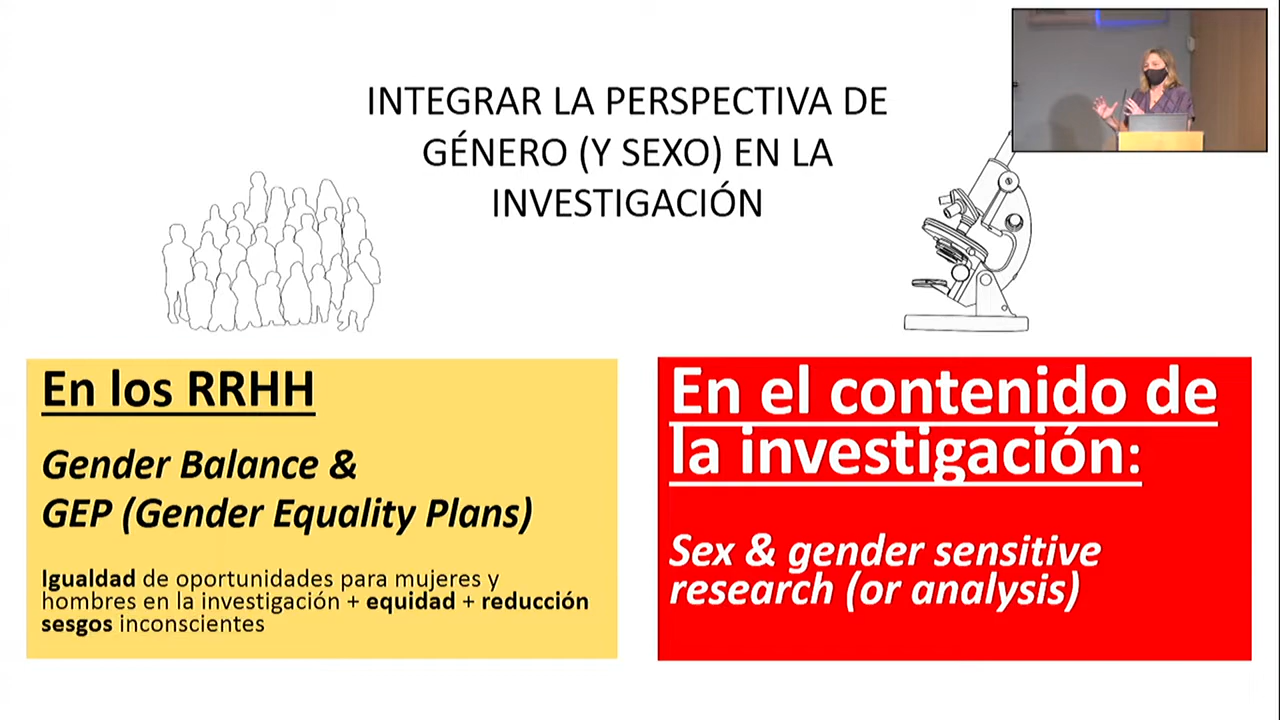 INTEGRAR LA PERSPECTIVA DE
GÉNERO (Y SEXO) EN LA
INVESTIGACIÓN
En los RRHH
Gender Balance &
GEP (Gender Equality Plans)
Igualdad de oportunidades para mujeres y
hombres en la investigación + equidad + reducción
sesgos inconscientes
En el contenido de
la investigación:
Sex & gender sensitive
research (or analysis)